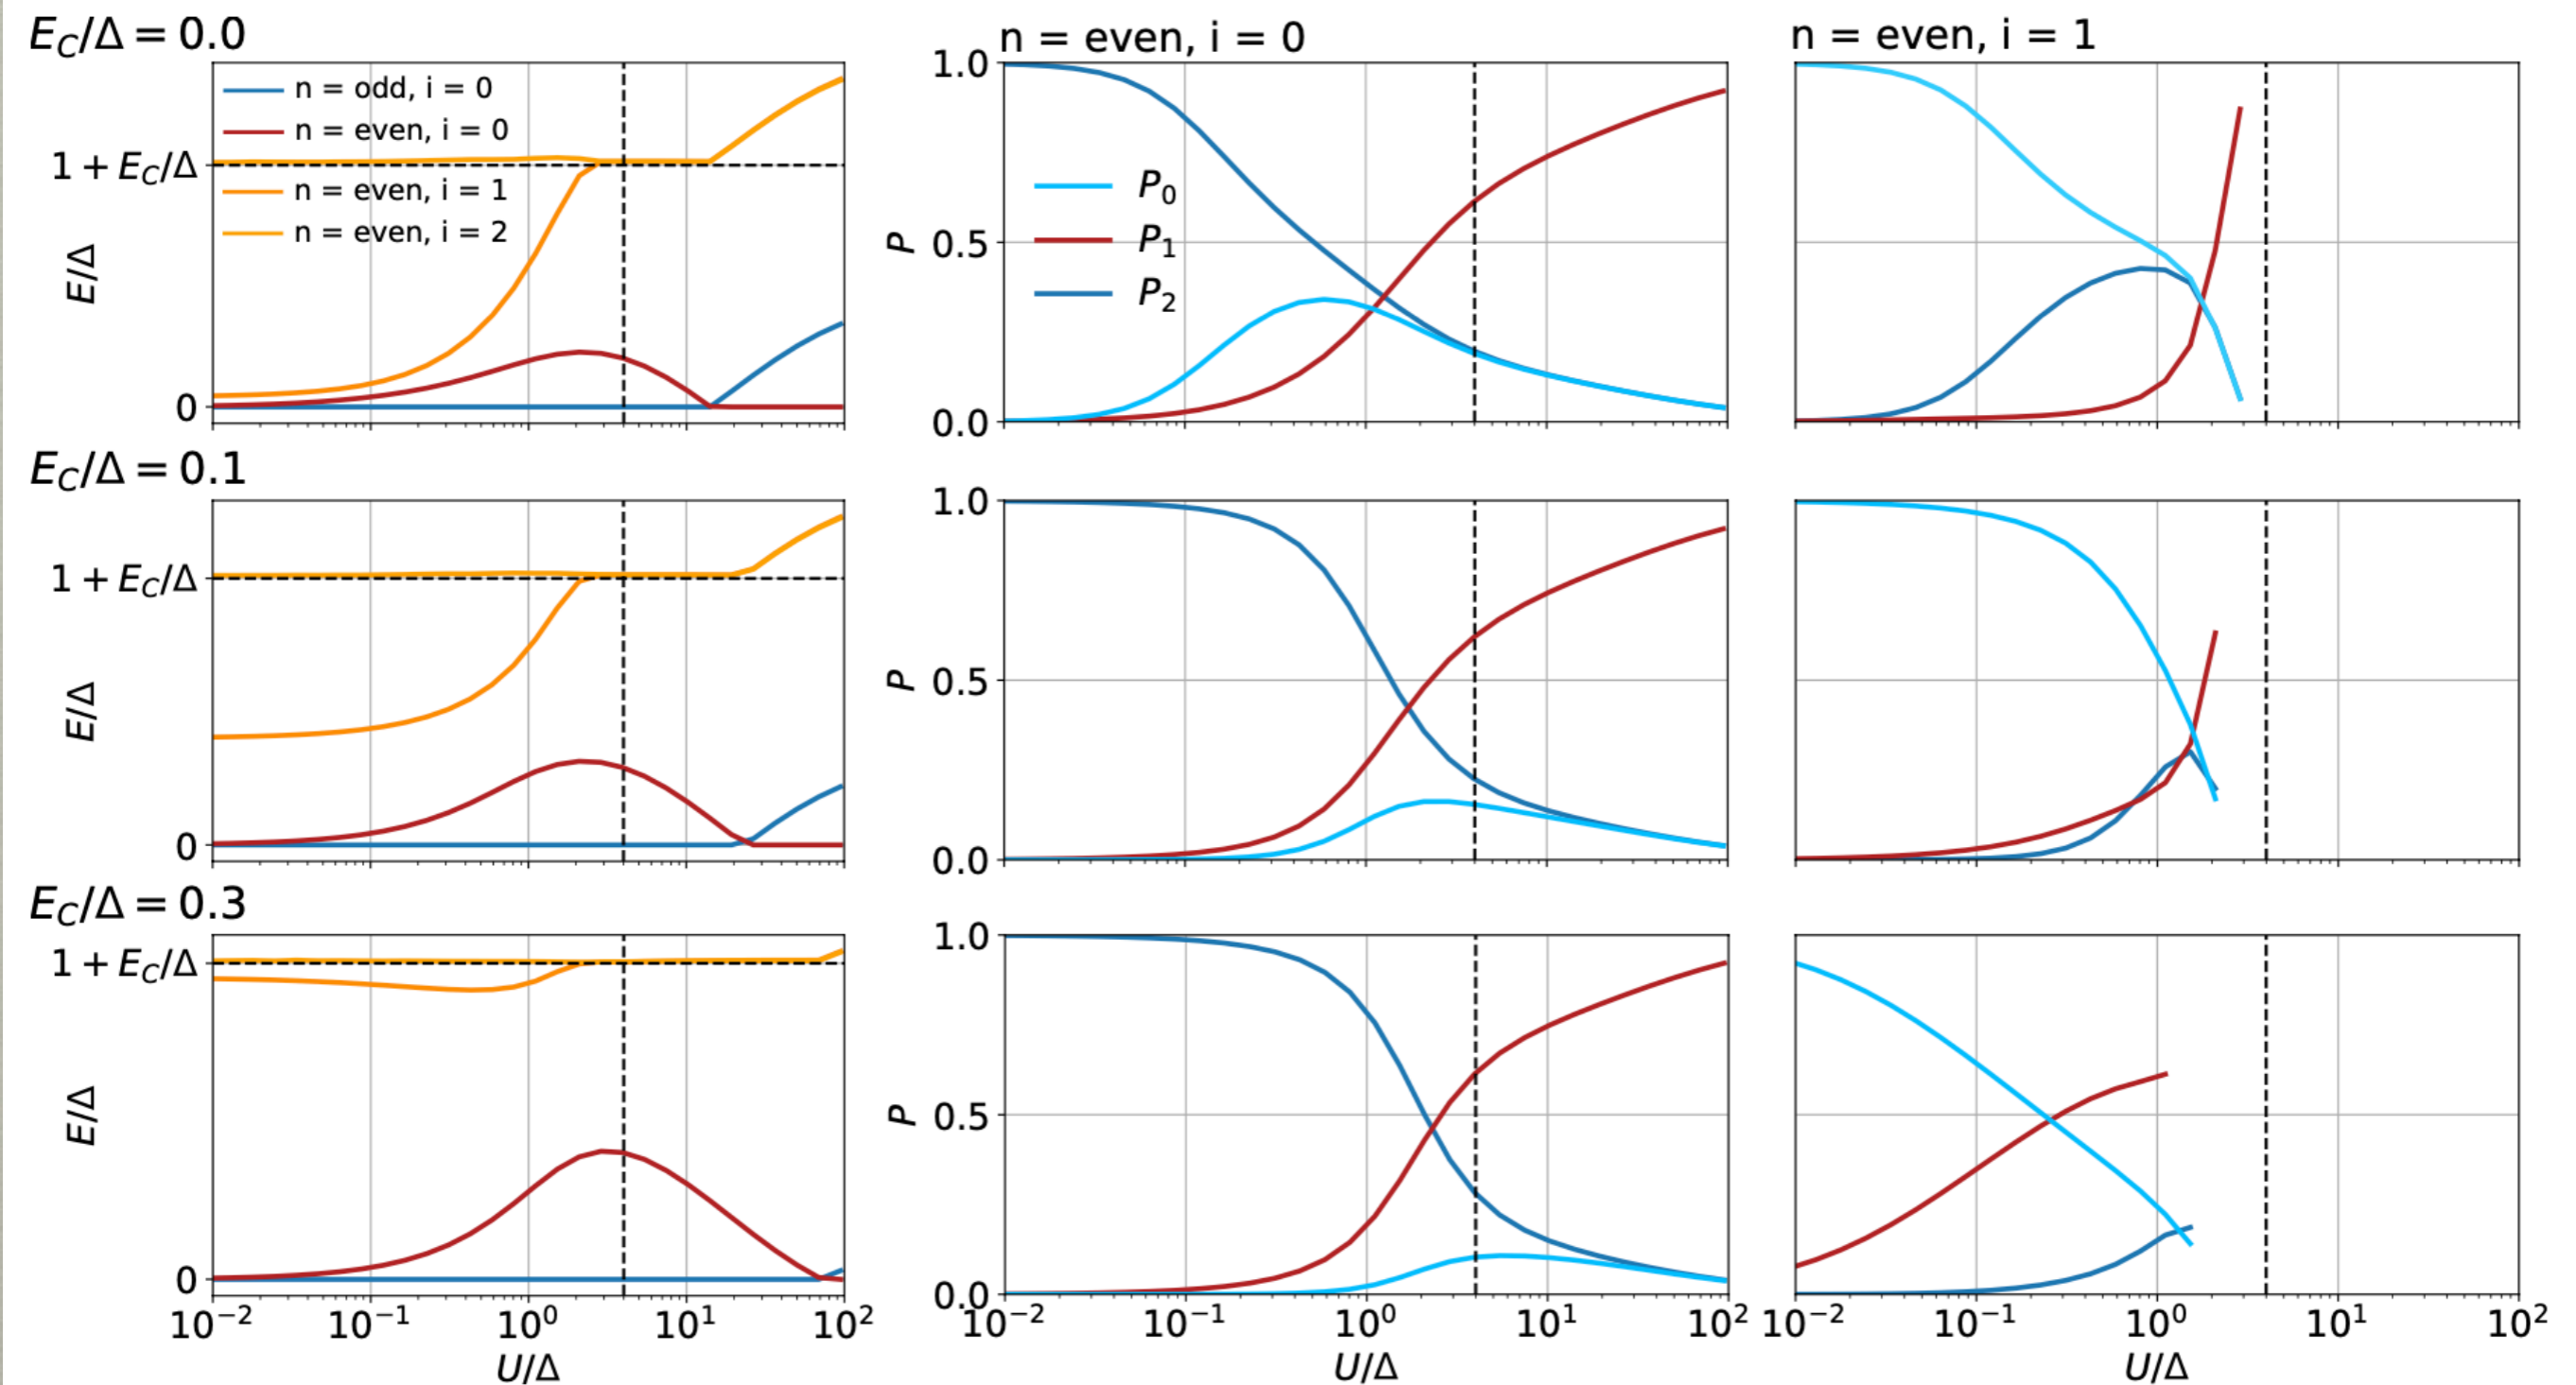 E_C/Δ = 0.0
n = even, i = 0
n = even, i = 1
n = odd, i = 0
n = even, i = 0
n = even, i = 1
n = even, i = 2
1 + E_C/Δ
0
E/Δ
1.0
0.5
0.0
P
P_0
P_1
P_2
E_C/Δ = 0.1
1 + E_C/Δ
0
E/Δ
1.0
0.5
0.0
P
E_C/Δ = 0.3
1 + E_C/Δ
0
E/Δ
1.0
0.5
0.0
P
10^−2 10^−1 10^0 10^1 10^2
U/Δ
10^−2 10^−1 10^0 10^1 10^2
U/Δ
10^−2 10^−1 10^0 10^1 10^2
U/Δ